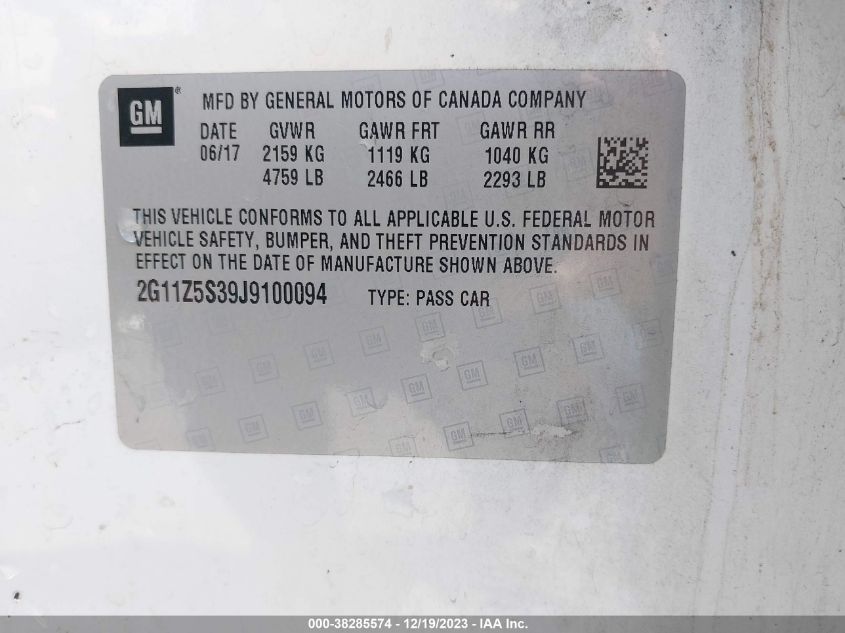 GM ® MFD BY GENERAL MOTORS OF CANADA COMPANY
DATE GVWR GAWR FRT GAWR RR
06/17 2159 KG 1119 KG 1040 KG
4759 LB 2466 LB 2293 LB
THIS VEHICLE CONFORMS TO ALL APPLICABLE U.S. FEDERAL MOTOR
VEHICLE SAFETY, BUMPER, AND THEFT PREVENTION STANDARDS IN
EFFECT ON THE DATE OF MANUFACTURE SHOWN ABOVE.
2G11Z5S39J9100094 TYPE: PASS CAR
000-38285574 - 12/19/2023 - IAA Inc.